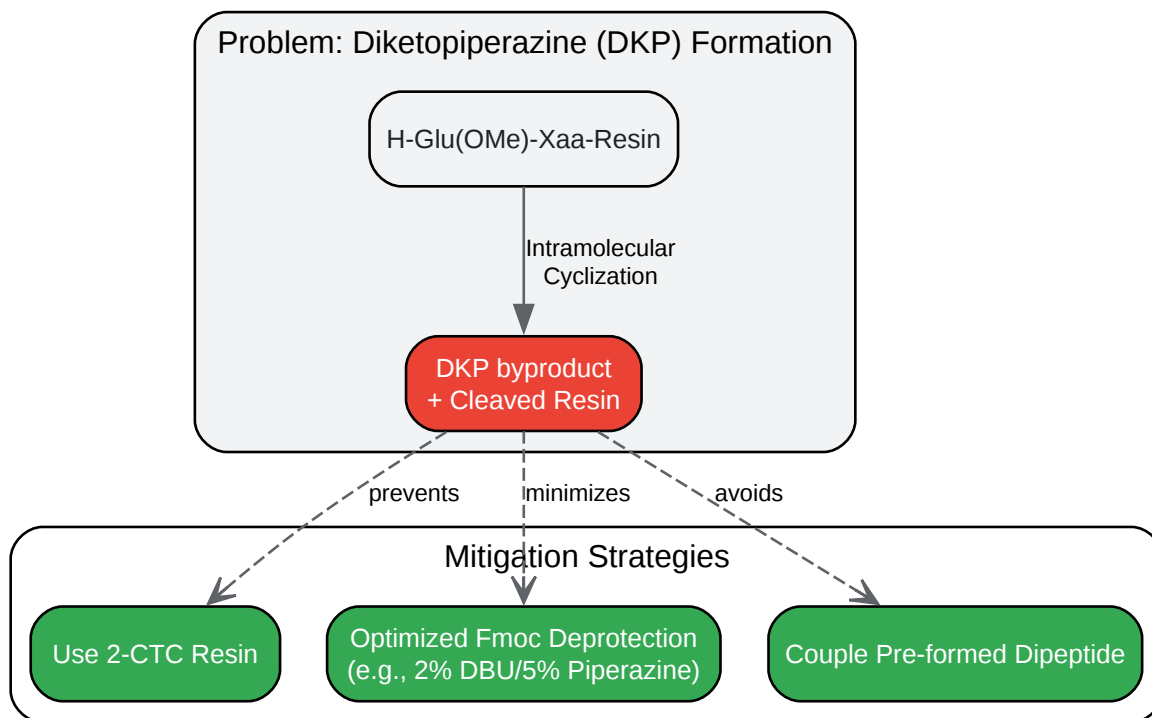 Problem: Diketopiperazine (DKP) Formation
H-Glu(OMe)-Xaa-Resin
Intramolecular
Cyclization
DKP byproduct
+ Cleaved Resin
prevents
minimizes
avoids
Mitigation Strategies
Use 2-CTC Resin
Optimized Fmoc Deprotection
(e.g., 2% DBU/5% Piperazine)
Couple Pre-formed Dipeptide